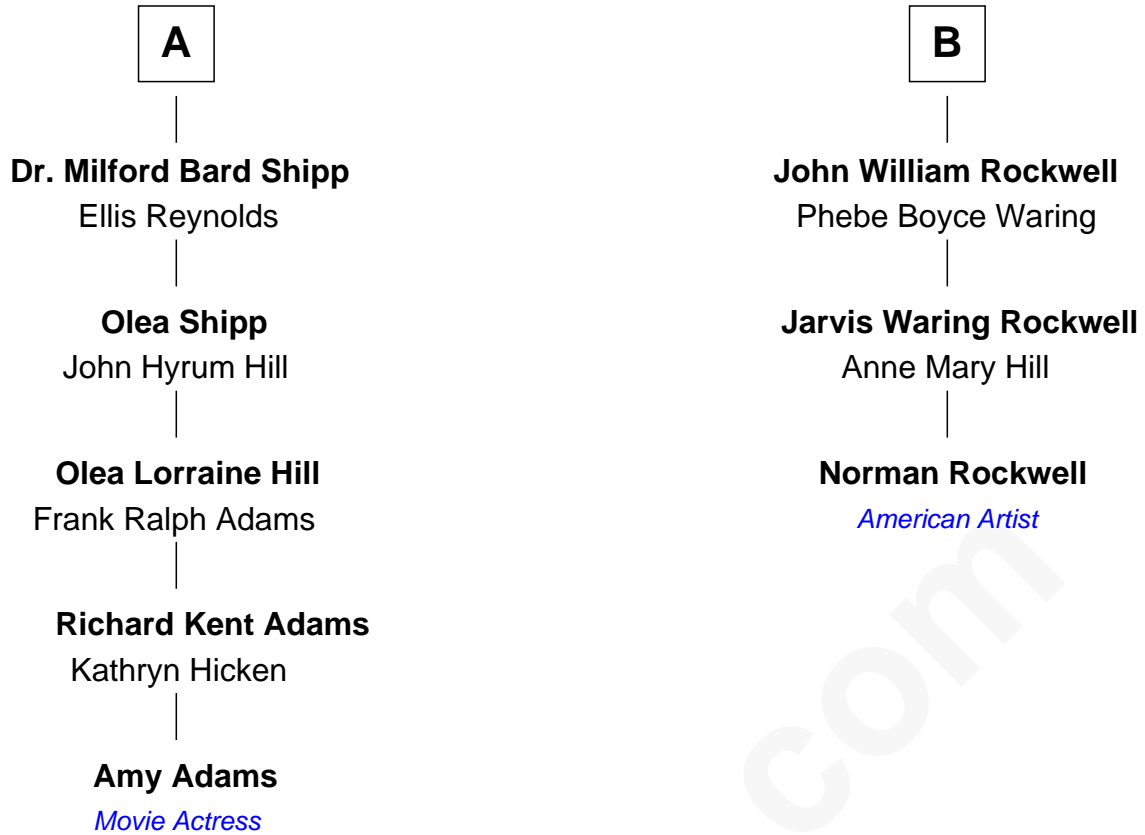 A
Dr. Milford Bard Shipp
Ellis Reynolds
Olea Shipp
John Hyrum Hill
Olea Lorraine Hill
Frank Ralph Adams
Richard Kent Adams
Kathryn Hicken
Amy Adams
Movie Actress
B
John William Rockwell
Phebe Boyce Waring
Jarvis Waring Rockwell
Anne Mary Hill
Norman Rockwell
American Artist
com